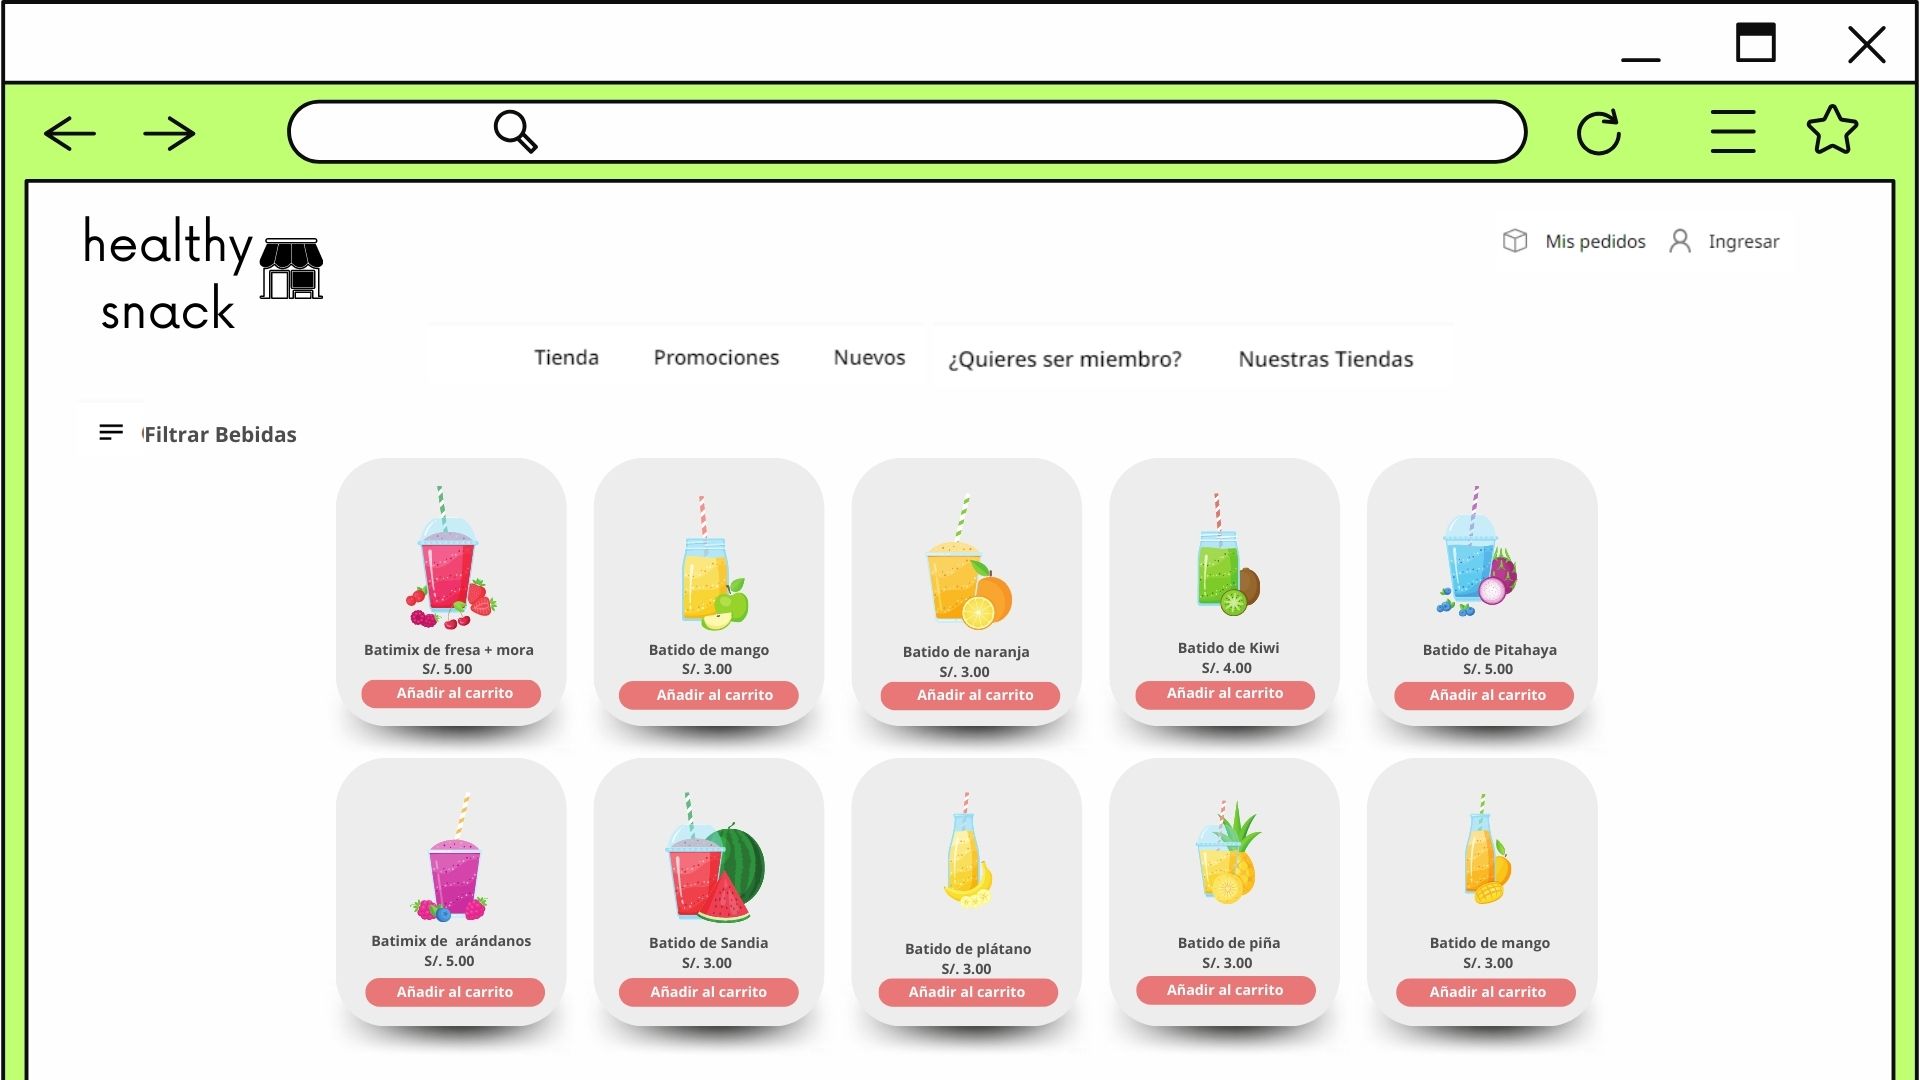 healthy
snack
Mis pedidos
Ingresar
Tienda
Promociones
Nuevos
¿Quieres ser miembro?
Nuestras Tiendas
Filtrar Bebidas
Batimix de fresa + mora
S/. 5.00
Añadir al carrito
Batido de mango
S/. 3.00
Añadir al carrito
Batido de naranja
S/. 3.00
Añadir al carrito
Batido de Kiwi
S/. 4.00
Añadir al carrito
Batido de Pitahaya
S/. 5.00
Añadir al carrito
Batimix de  arándanos
S/. 5.00
Añadir al carrito
Batido de Sandia
S/. 3.00
Añadir al carrito
Batido de plátano
S/. 3.00
Añadir al carrito
Batido de piña
S/. 3.00
Añadir al carrito
Batido de mango
S/. 3.00
Añadir al carrito